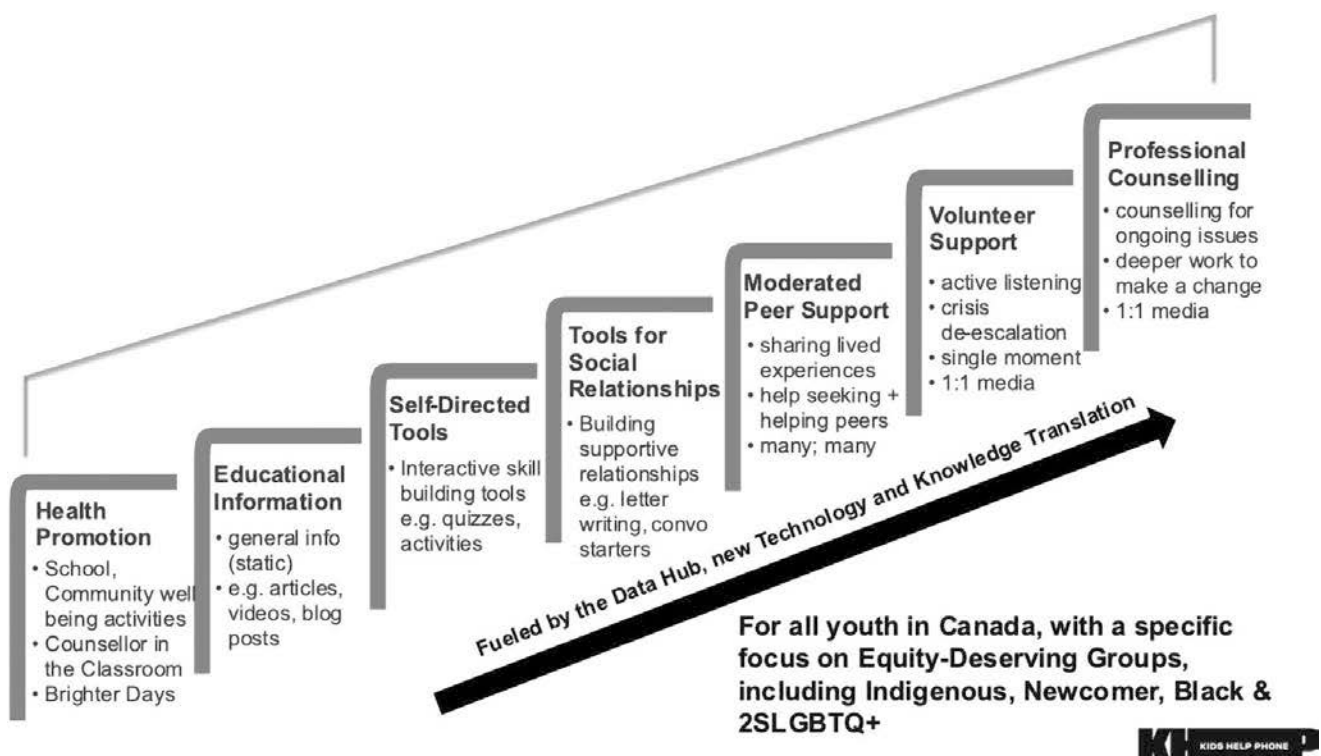 Health
Promotion
• School,
Community well
being activities
• Counsellor in
the Classroom
• Brighter Days
Educational
Information
• general info
(static)
• e.g. articles,
videos, blog
posts
Self-Directed
Tools
• Interactive skill
building tools
e.g. quizzes,
activities
Tools for
Social
Relationships
• Building
supportive
relationships
e.g. letter
writing, convo
starters
Moderated
Peer Support
• sharing lived
experiences
• help seeking +
helping peers
• many; many
Volunteer
Support
• active listening
• crisis
de-escalation
• single moment
• 1:1 media
Professional
Counselling
• counselling for
ongoing issues
• deeper work to
make a change
• 1:1 media
Fueled by the Data Hub, new Technology and Knowledge Translation
For all youth in Canada, with a specific
focus on Equity-Deserving Groups,
including Indigenous, Newcomer, Black &
2SLGBTQ+
KIDS HELP PHONE